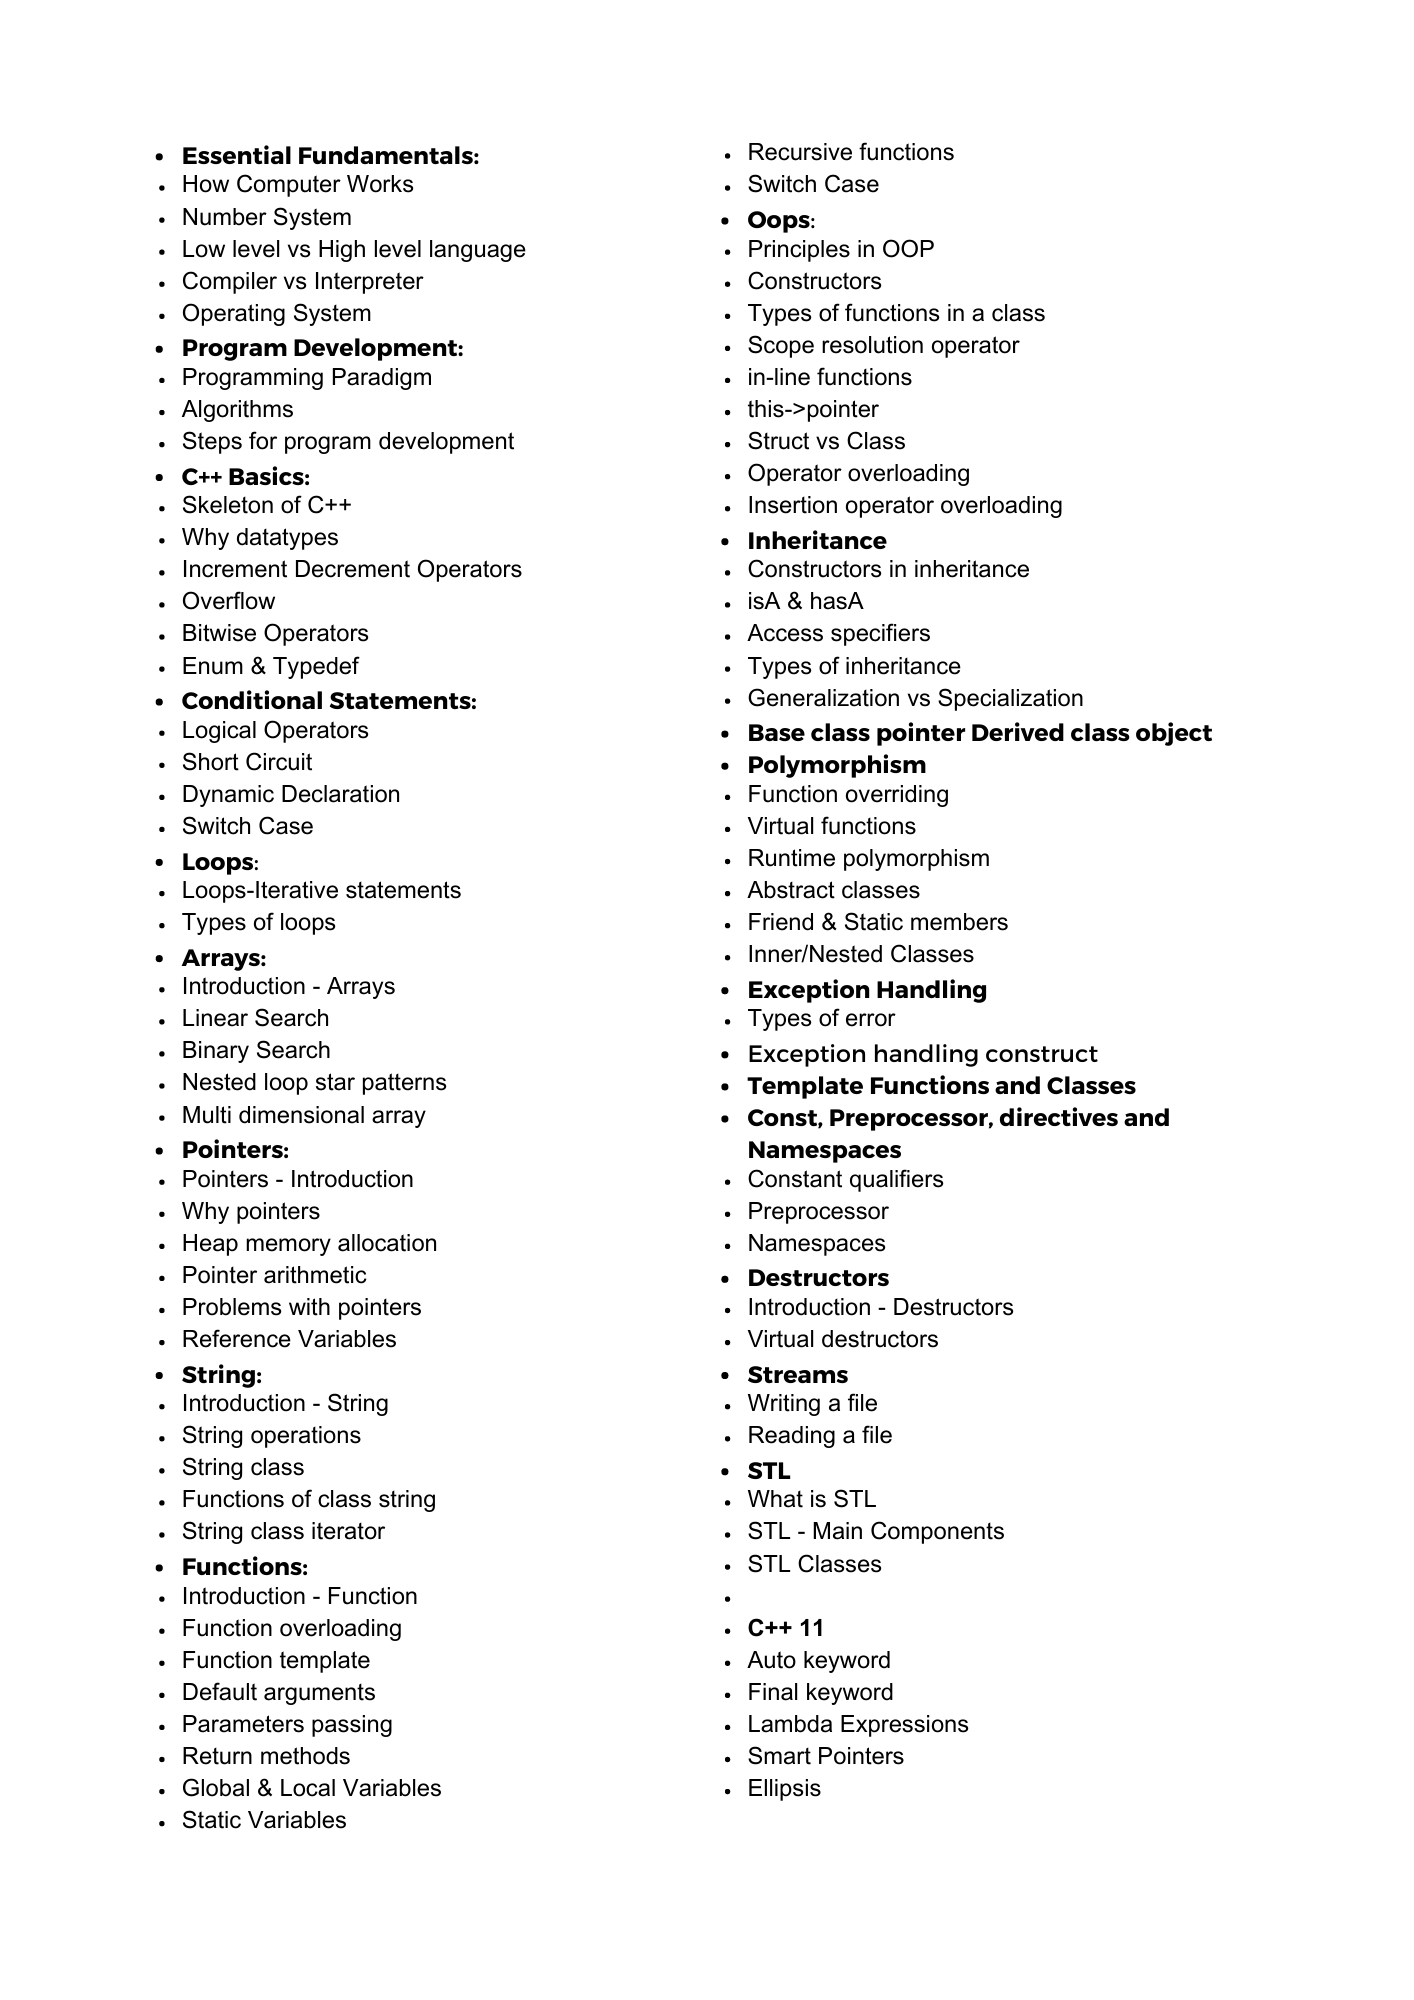 • Essential Fundamentals:
• How Computer Works
• Number System
• Low level vs High level language
• Compiler vs Interpreter
• Operating System
• Program Development:
• Programming Paradigm
• Algorithms
• Steps for program development
• C++ Basics:
• Skeleton of C++
• Why datatypes
• Increment Decrement Operators
• Overflow
• Bitwise Operators
• Enum & Typedef
• Conditional Statements:
• Logical Operators
• Short Circuit
• Dynamic Declaration
• Switch Case
• Loops:
• Loops-Iterative statements
• Types of loops
• Arrays:
• Introduction - Arrays
• Linear Search
• Binary Search
• Nested loop star patterns
• Multi dimensional array
• Pointers:
• Pointers - Introduction
• Why pointers
• Heap memory allocation
• Pointer arithmetic
• Problems with pointers
• Reference Variables
• String:
• Introduction - String
• String operations
• String class
• Functions of class string
• String class iterator
• Functions:
• Introduction - Function
• Function overloading
• Function template
• Default arguments
• Parameters passing
• Return methods
• Global & Local Variables
• Static Variables
• Recursive functions
• Switch Case
• Oops:
• Principles in OOP
• Constructors
• Types of functions in a class
• Scope resolution operator
• in-line functions
• this->pointer
• Struct vs Class
• Operator overloading
• Insertion operator overloading
• Inheritance
• Constructors in inheritance
• isA & hasA
• Access specifiers
• Types of inheritance
• Generalization vs Specialization
• Base class pointer Derived class object
• Polymorphism
• Function overriding
• Virtual functions
• Runtime polymorphism
• Abstract classes
• Friend & Static members
• Inner/Nested Classes
• Exception Handling
• Types of error
• Exception handling construct
• Template Functions and Classes
• Const, Preprocessor, directives and
Namespaces
• Constant qualifiers
• Preprocessor
• Namespaces
• Destructors
• Introduction - Destructors
• Virtual destructors
• Streams
• Writing a file
• Reading a file
• STL
• What is STL
• STL - Main Components
• STL Classes
•
• C++ 11
• Auto keyword
• Final keyword
• Lambda Expressions
• Smart Pointers
• Ellipsis